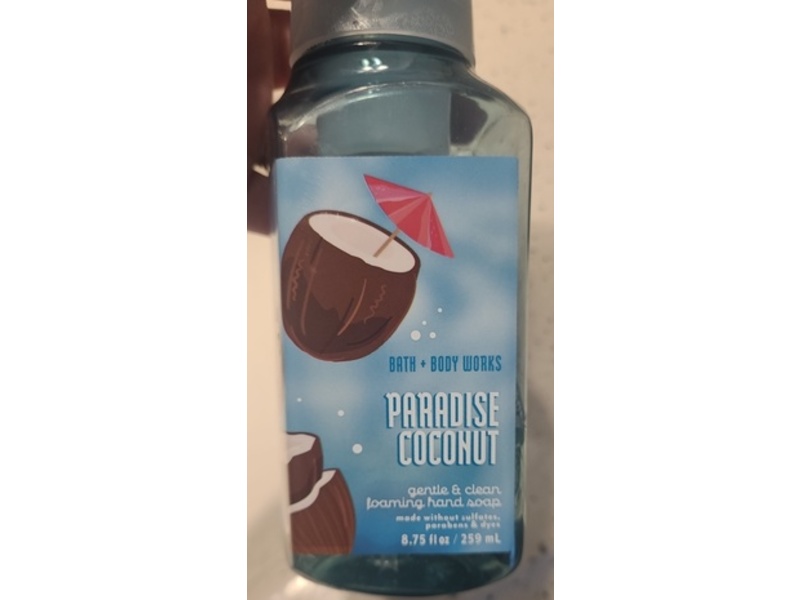 BATH + BODY WORKS
PARADISE
COCONUT
gentle & clean
foaming hand soap
made without sulfates,
parabens & dyes
8.75 fl oz / 259 mL